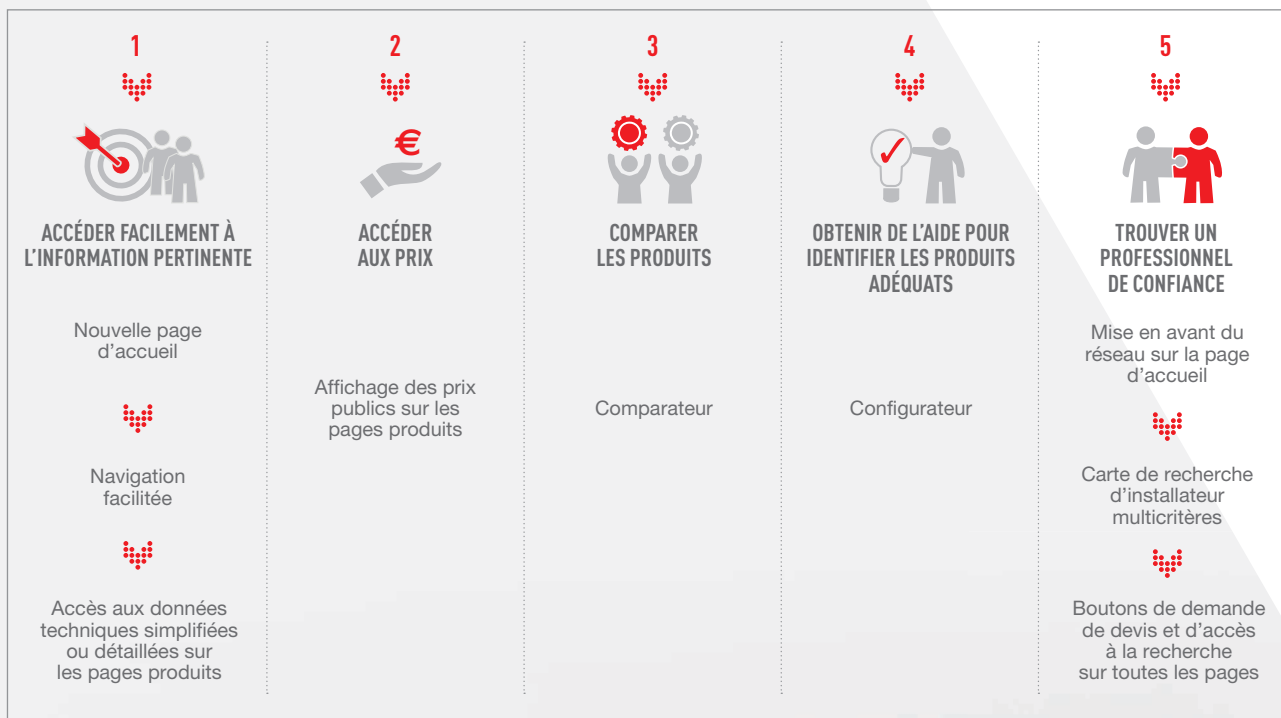 1
ACCÉDER FACILEMENT À
L'INFORMATION PERTINENTE
Nouvelle page
d'accueil
Navigation
facilitée
Accès aux données
techniques simplifiées
ou détaillées sur
les pages produits
2
€
ACCÉDER
AUX PRIX
Affichage des prix
publics sur les
pages produits
3
COMPARER
LES PRODUITS
Comparateur
4
OBTENIR DE L'AIDE POUR
IDENTIFIER LES PRODUITS
ADÉQUATS
Configurateur
5
TROUVER UN
PROFESSIONNEL
DE CONFIANCE
Mise en avant du
réseau sur la page
d'accueil
Carte de recherche
d'installateur
multicritères
Boutons de demande
de devis et d'accès
à la recherche
sur toutes les pages